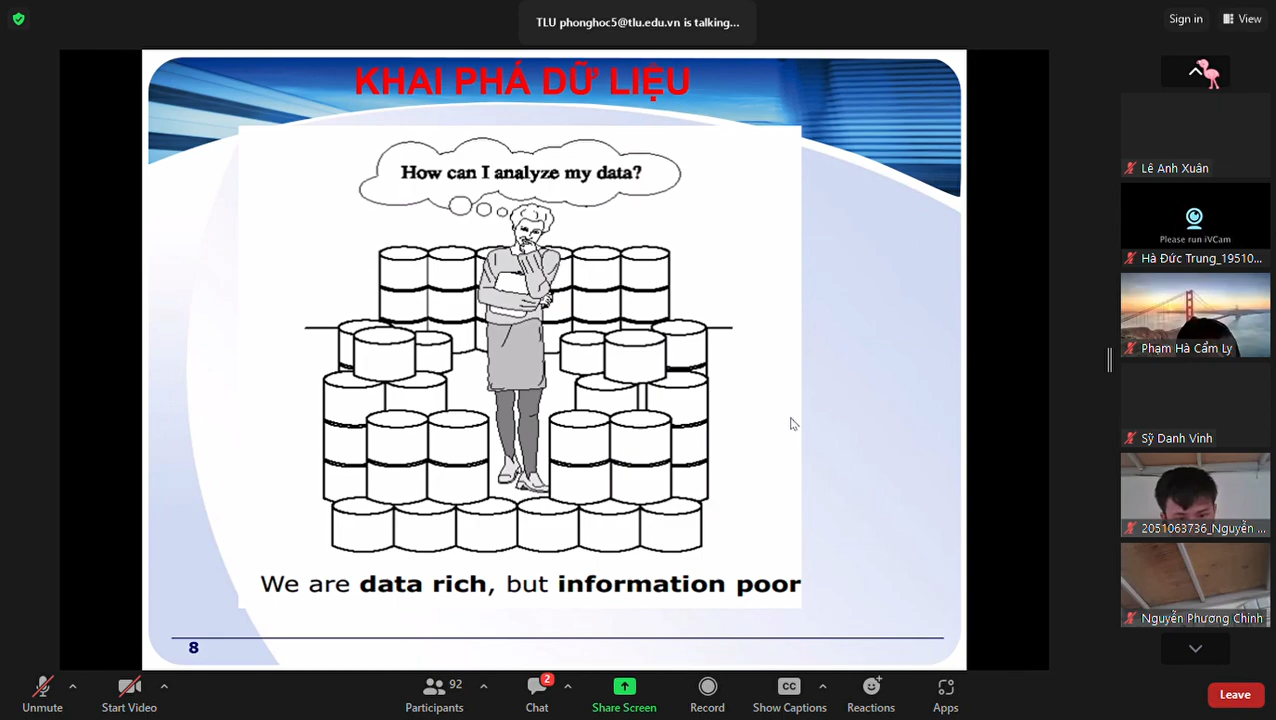 TLU phonghoc5@tlu.edu.vn is talking...
Sign in
View
KHAI PHÁ DỮ LIỆU
How can I analyze my data?
We are data rich, but information poor
8
Lê Anh Xuân
Please run iVCam
Hà Đức Trung_19510...
Phạm Hà Cẩm Ly
Sỹ Danh Vinh
2051063736_Nguyễn ...
Nguyễn Phương Chinh
Unmute
Start Video
92
Participants
2
Chat
Share Screen
Record
CC
Show Captions
Reactions
Apps
Leave